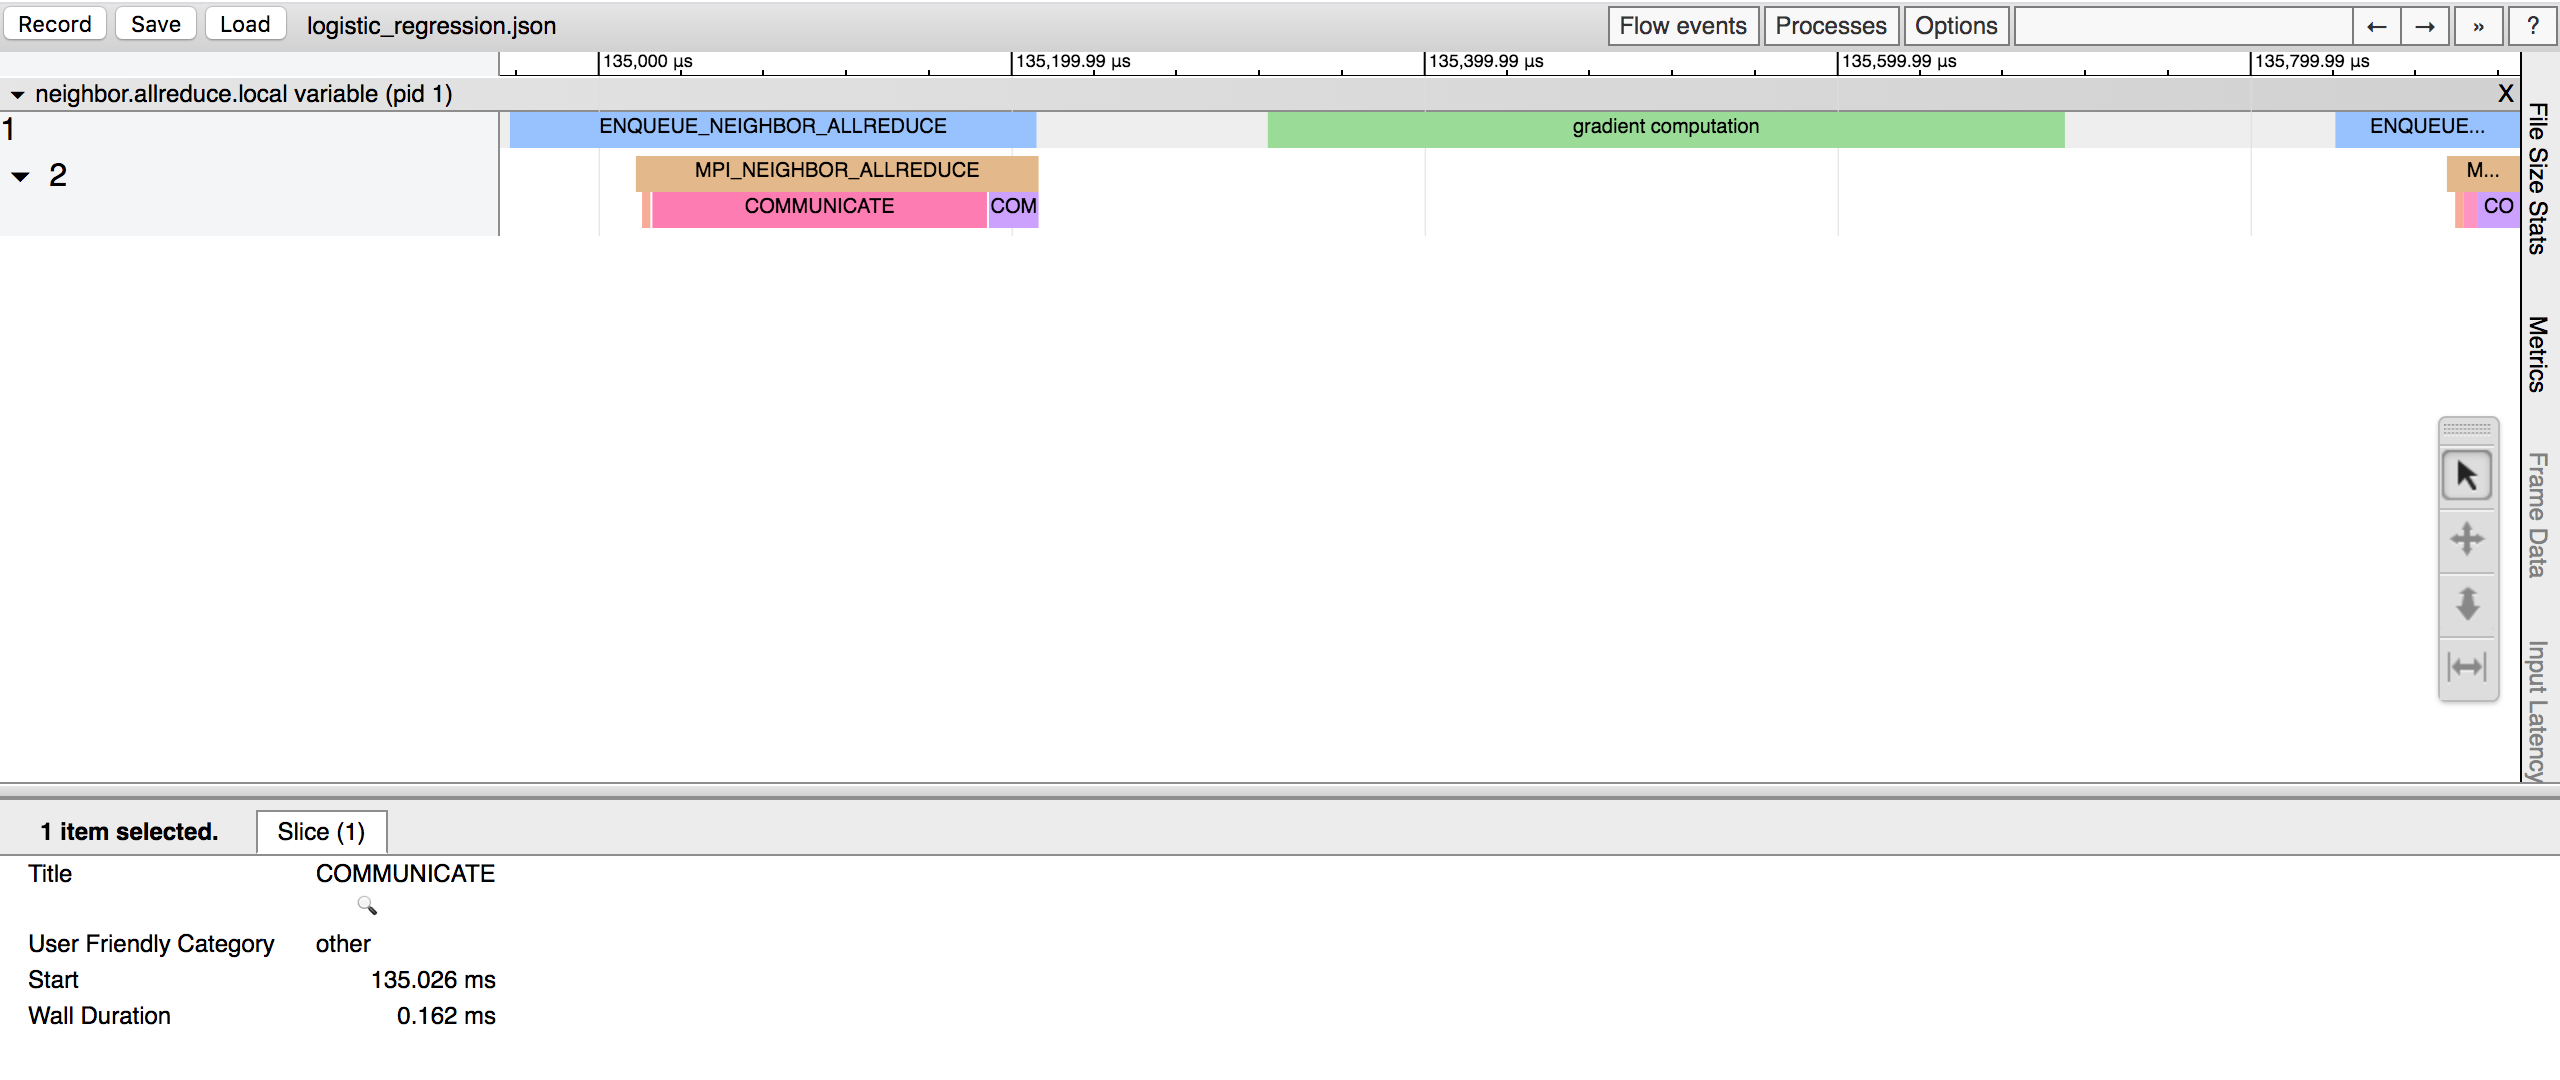 Record Save Load logistic_regression.json Flow events Processes Options ← → » ?
135,000 µs 135,199.99 µs 135,399.99 µs 135,599.99 µs 135,799.99 µs
neighbor.allreduce.local variable (pid 1) X
1 ENQUEUE_NEIGHBOR_ALLREDUCE gradient computation ENQUEUE...
2 MPI_NEIGHBOR_ALLREDUCE M...
COMMUNICATE COM CO
File Size Stats
Metrics
Frame Data
Input Latency
1 item selected. Slice (1)
Title COMMUNICATE
User Friendly Category other
Start 135.026 ms
Wall Duration 0.162 ms